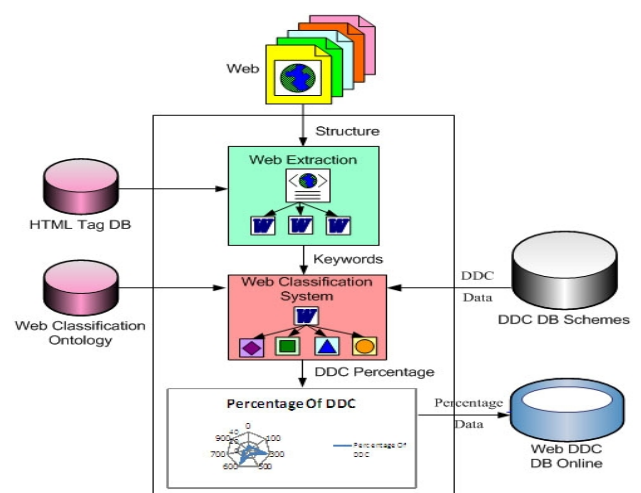 Web
Structure
Web Extraction
HTML Tag DB
Keywords
Web Classification
System
Web Classification
Ontology
DDC
Data
DDC DB Schemes
DDC Percentage
Percentage Of DDC
0
40
100
900
300
700
600
500
Percentage Of
DDC
Percentage
Data
Web DDC
DB Online
W W W
W